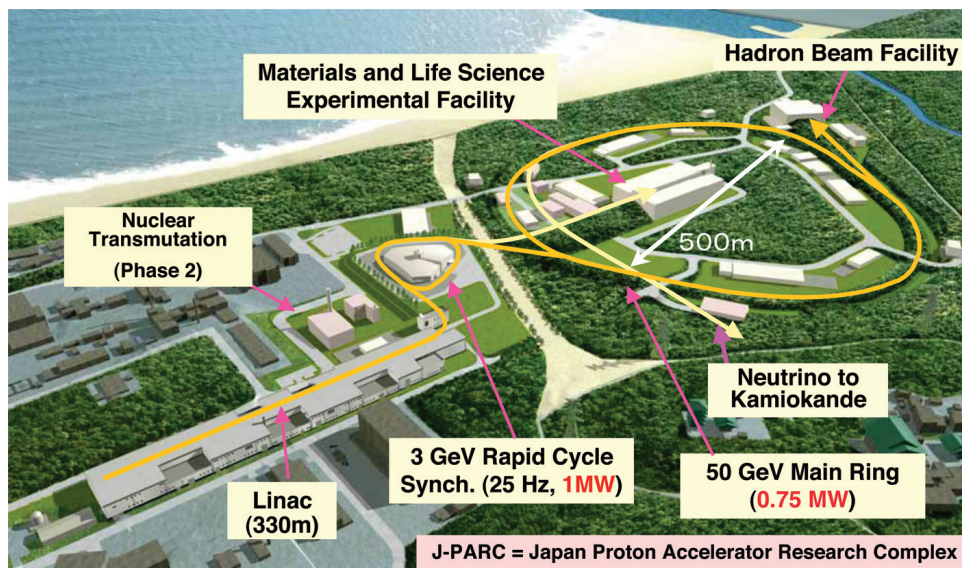 Hadron Beam Facility
Materials and Life Science
Experimental Facility
Nuclear
Transmutation
(Phase 2)
500m
Neutrino to
Kamiokande
3 GeV Rapid Cycle
Synch. (25 Hz, 1MW)
50 GeV Main Ring
(0.75 MW)
Linac
(330m)
J-PARC = Japan Proton Accelerator Research Complex